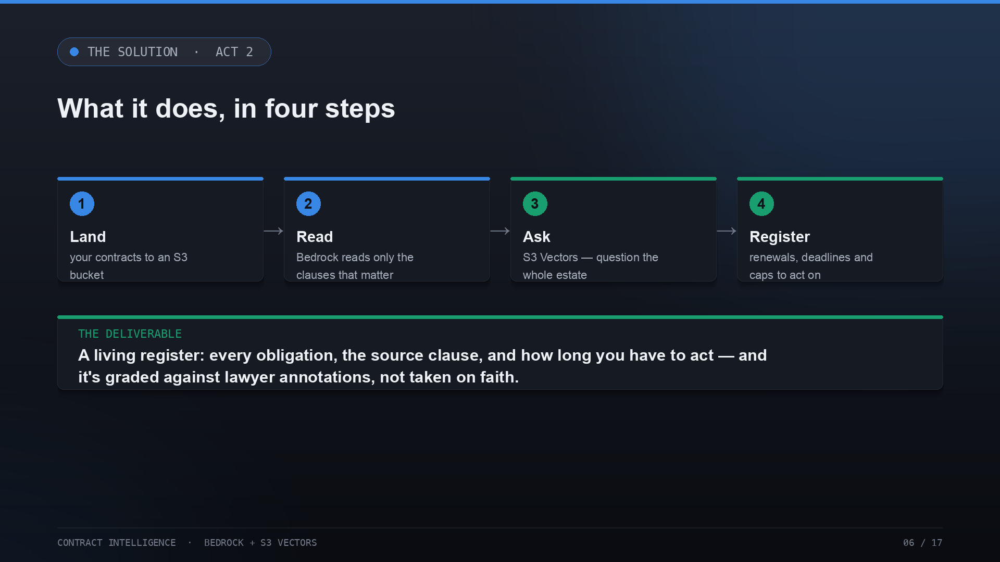 THE SOLUTION · ACT 2
What it does, in four steps
1
Land
your contracts to an S3
bucket
→
2
Read
Bedrock reads only the
clauses that matter
→
3
Ask
S3 Vectors — question the
whole estate
→
4
Register
renewals, deadlines and
caps to act on
THE DELIVERABLE
A living register: every obligation, the source clause, and how long you have to act — and
it's graded against lawyer annotations, not taken on faith.
CONTRACT INTELLIGENCE · BEDROCK + S3 VECTORS
06 / 17